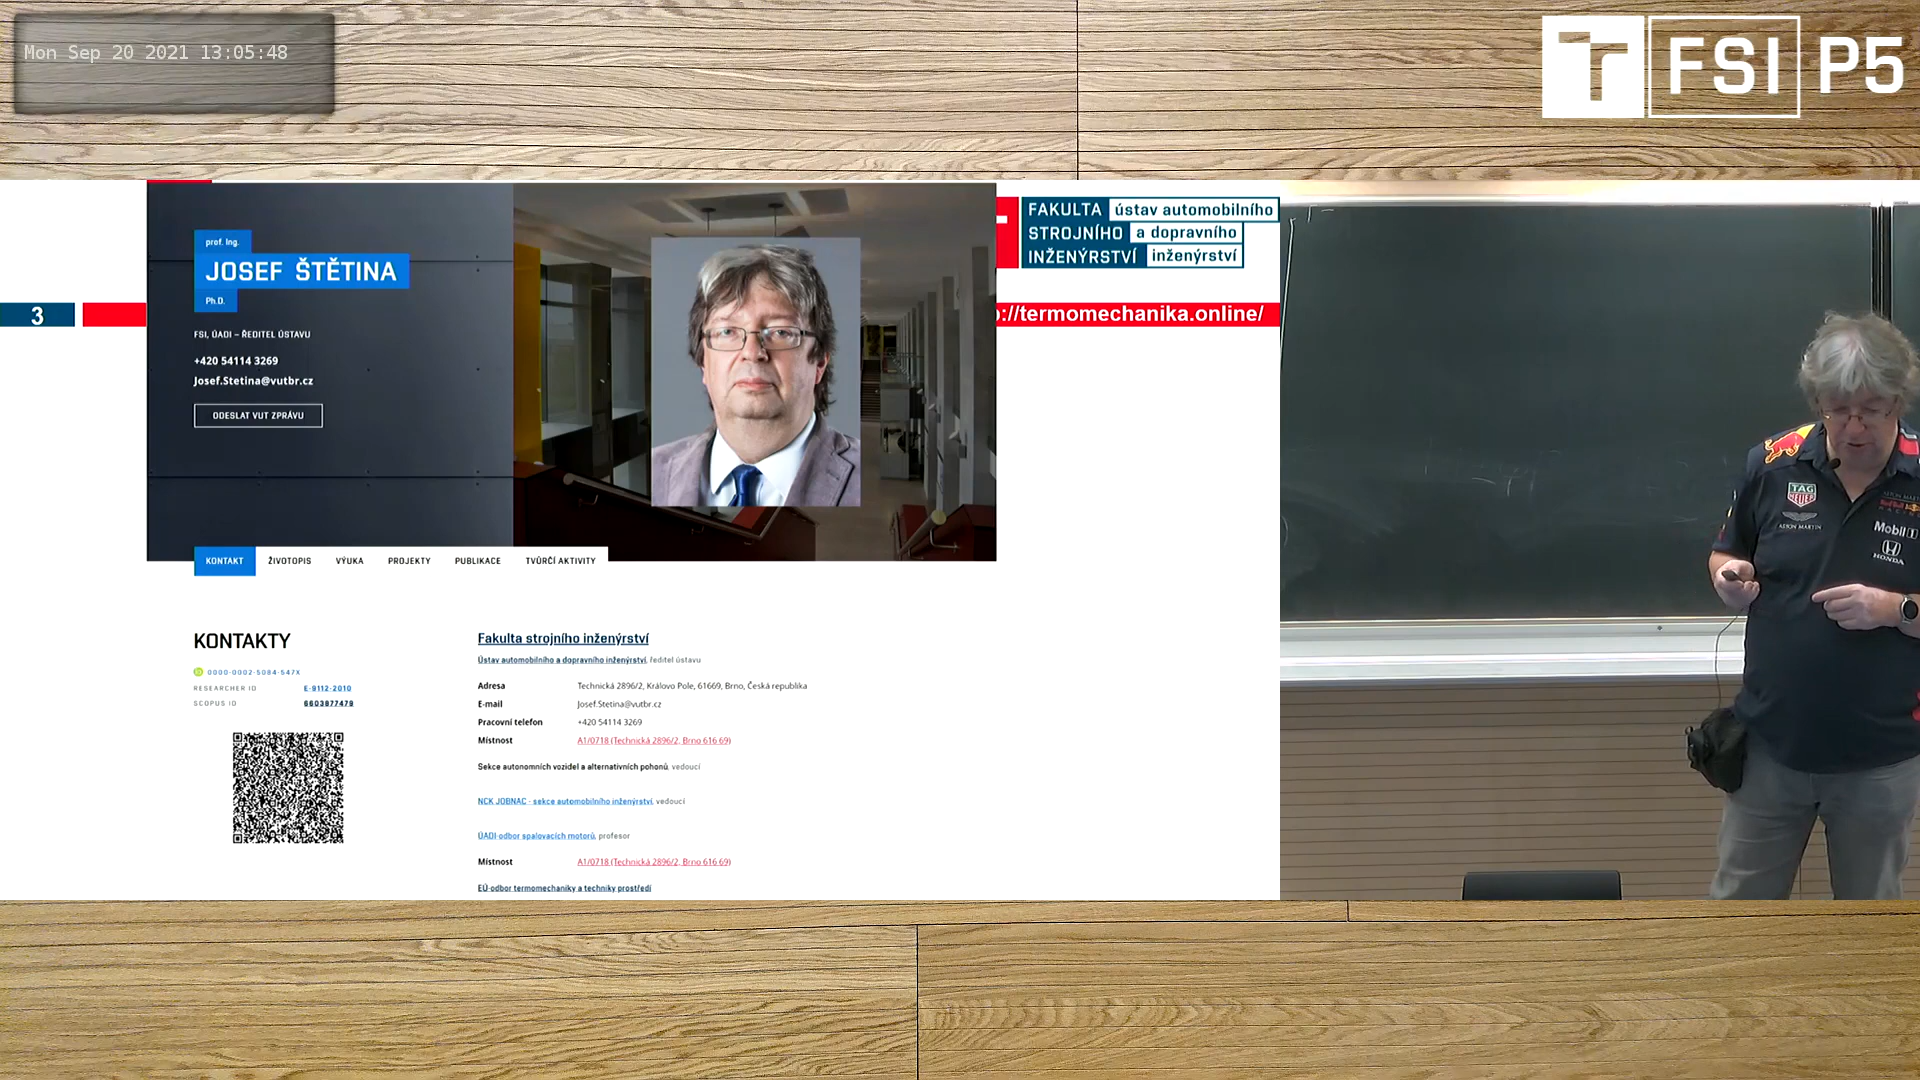 Mon Sep 20 2021 13:05:48
T FSI P5
prof. Ing.
JOSEF ŠTĚTINA
Ph.D.
FSI, ÚADI – ŘEDITEL ÚSTAVU
+420 54114 3269
Josef.Stetina@vutbr.cz
ODESLAT VUT ZPRÁVU
FAKULTA ústav automobilního
STROJNÍHO a dopravního
INŽENÝRSTVÍ inženýrství
3
://termomechanika.online/
KONTAKT ŽIVOTOPIS VÝUKA PROJEKTY PUBLIKACE TVŮRČÍ AKTIVITY
KONTAKTY
iD 0000-0002-5084-547X
RESEARCHER ID E-9112-2010
SCOPUS ID 6603877479
Fakulta strojního inženýrství
Ústav automobilního a dopravního inženýrství, ředitel ústavu
Adresa Technická 2896/2, Královo Pole, 61669, Brno, Česká republika
E-mail Josef.Stetina@vutbr.cz
Pracovní telefon +420 54114 3269
Místnost A1/0718 (Technická 2896/2, Brno 616 69)
Sekce autonomních vozidel a alternativních pohonů, vedoucí
NCK JOBNAC - sekce automobilního inženýrství, vedoucí
ÚADI-odbor spalovacích motorů, profesor
Místnost A1/0718 (Technická 2896/2, Brno 616 69)
EÚ-odbor termomechaniky a techniky prostředí
TAG
HEUER
ASTON MARTIN
Mobil 1
HONDA